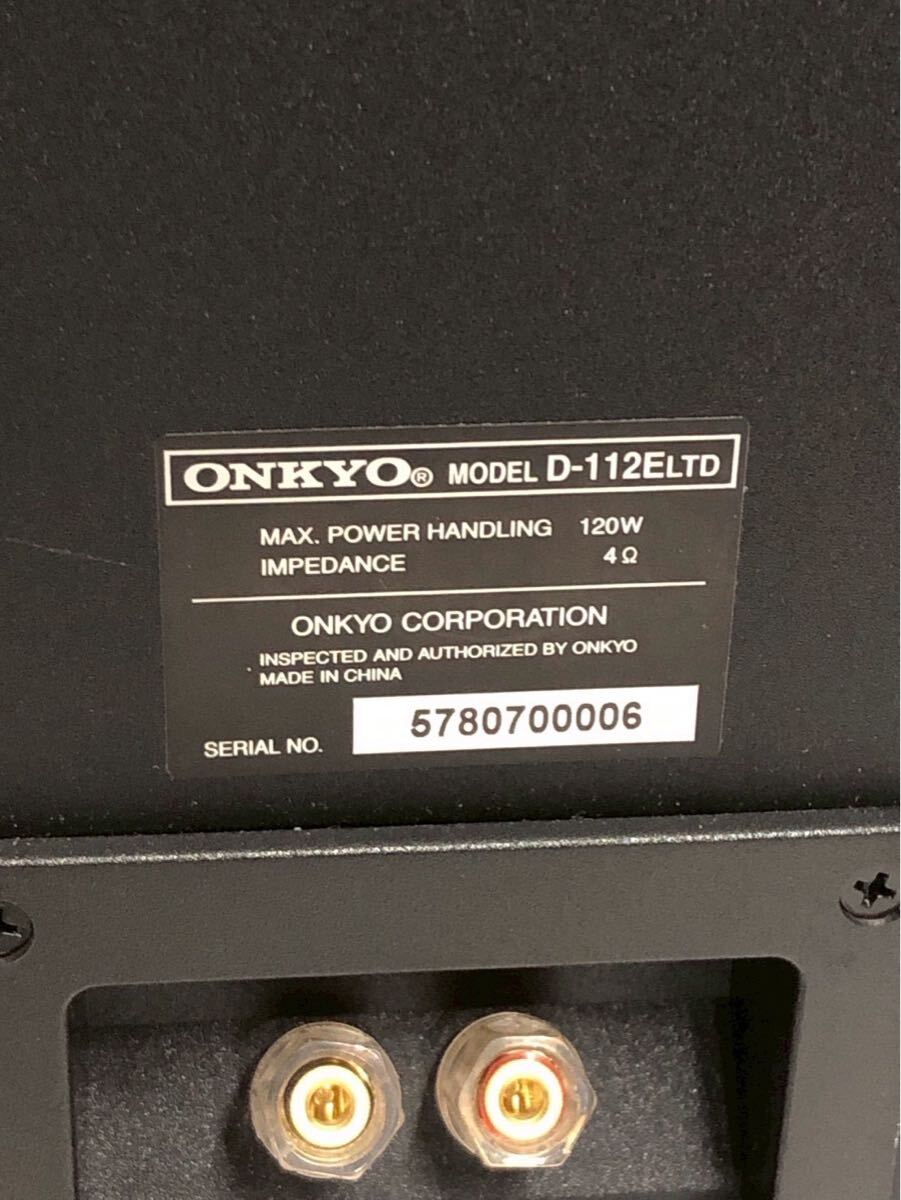 ONKYO® MODEL D-112ELTD
MAX. POWER HANDLING 120W
IMPEDANCE 4Ω
ONKYO CORPORATION
INSPECTED AND AUTHORIZED BY ONKYO
MADE IN CHINA
SERIAL NO. 5780700006